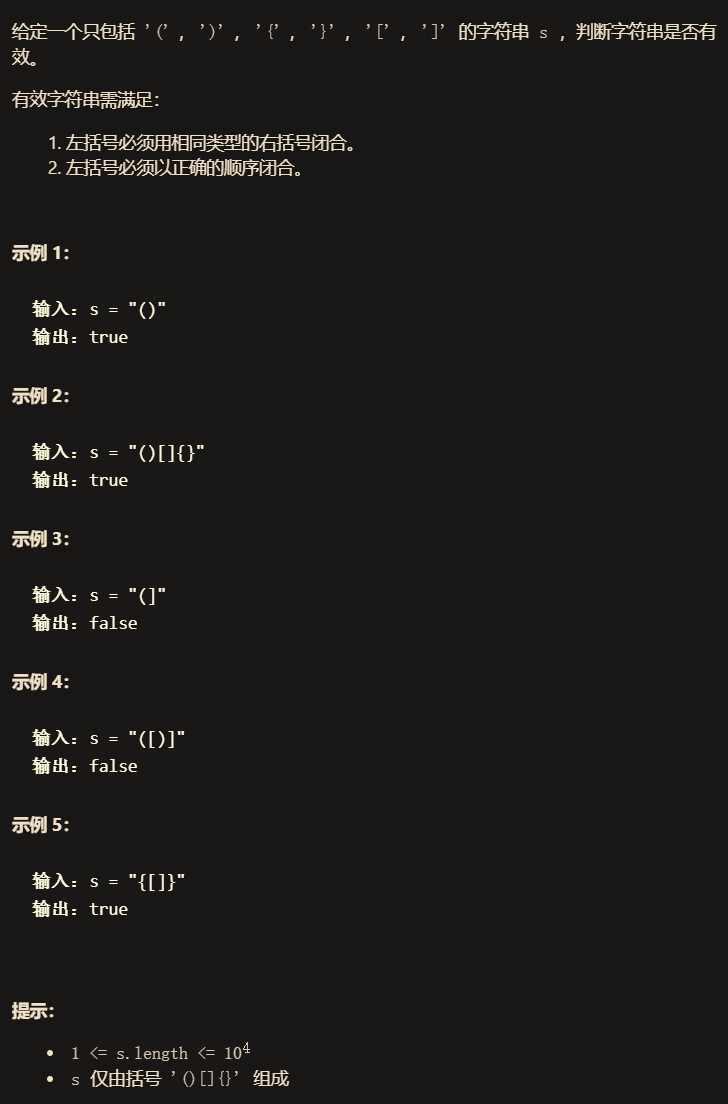 给定一个只包括 '(' , ')' , '{' , '}' , '[' , ']' 的字符串 s ，判断字符串是否有
效。
有效字符串需满足：
1. 左括号必须用相同类型的右括号闭合。
2. 左括号必须以正确的顺序闭合。
示例 1：
输入：s = "()"
输出：true
示例 2：
输入：s = "()[]{}"
输出：true
示例 3：
输入：s = "(]"
输出：false
示例 4：
输入：s = "([)]"
输出：false
示例 5：
输入：s = "{[]}"
输出：true
提示：
• 1 <= s.length <= 10⁴
• s 仅由括号 '()[]{}' 组成